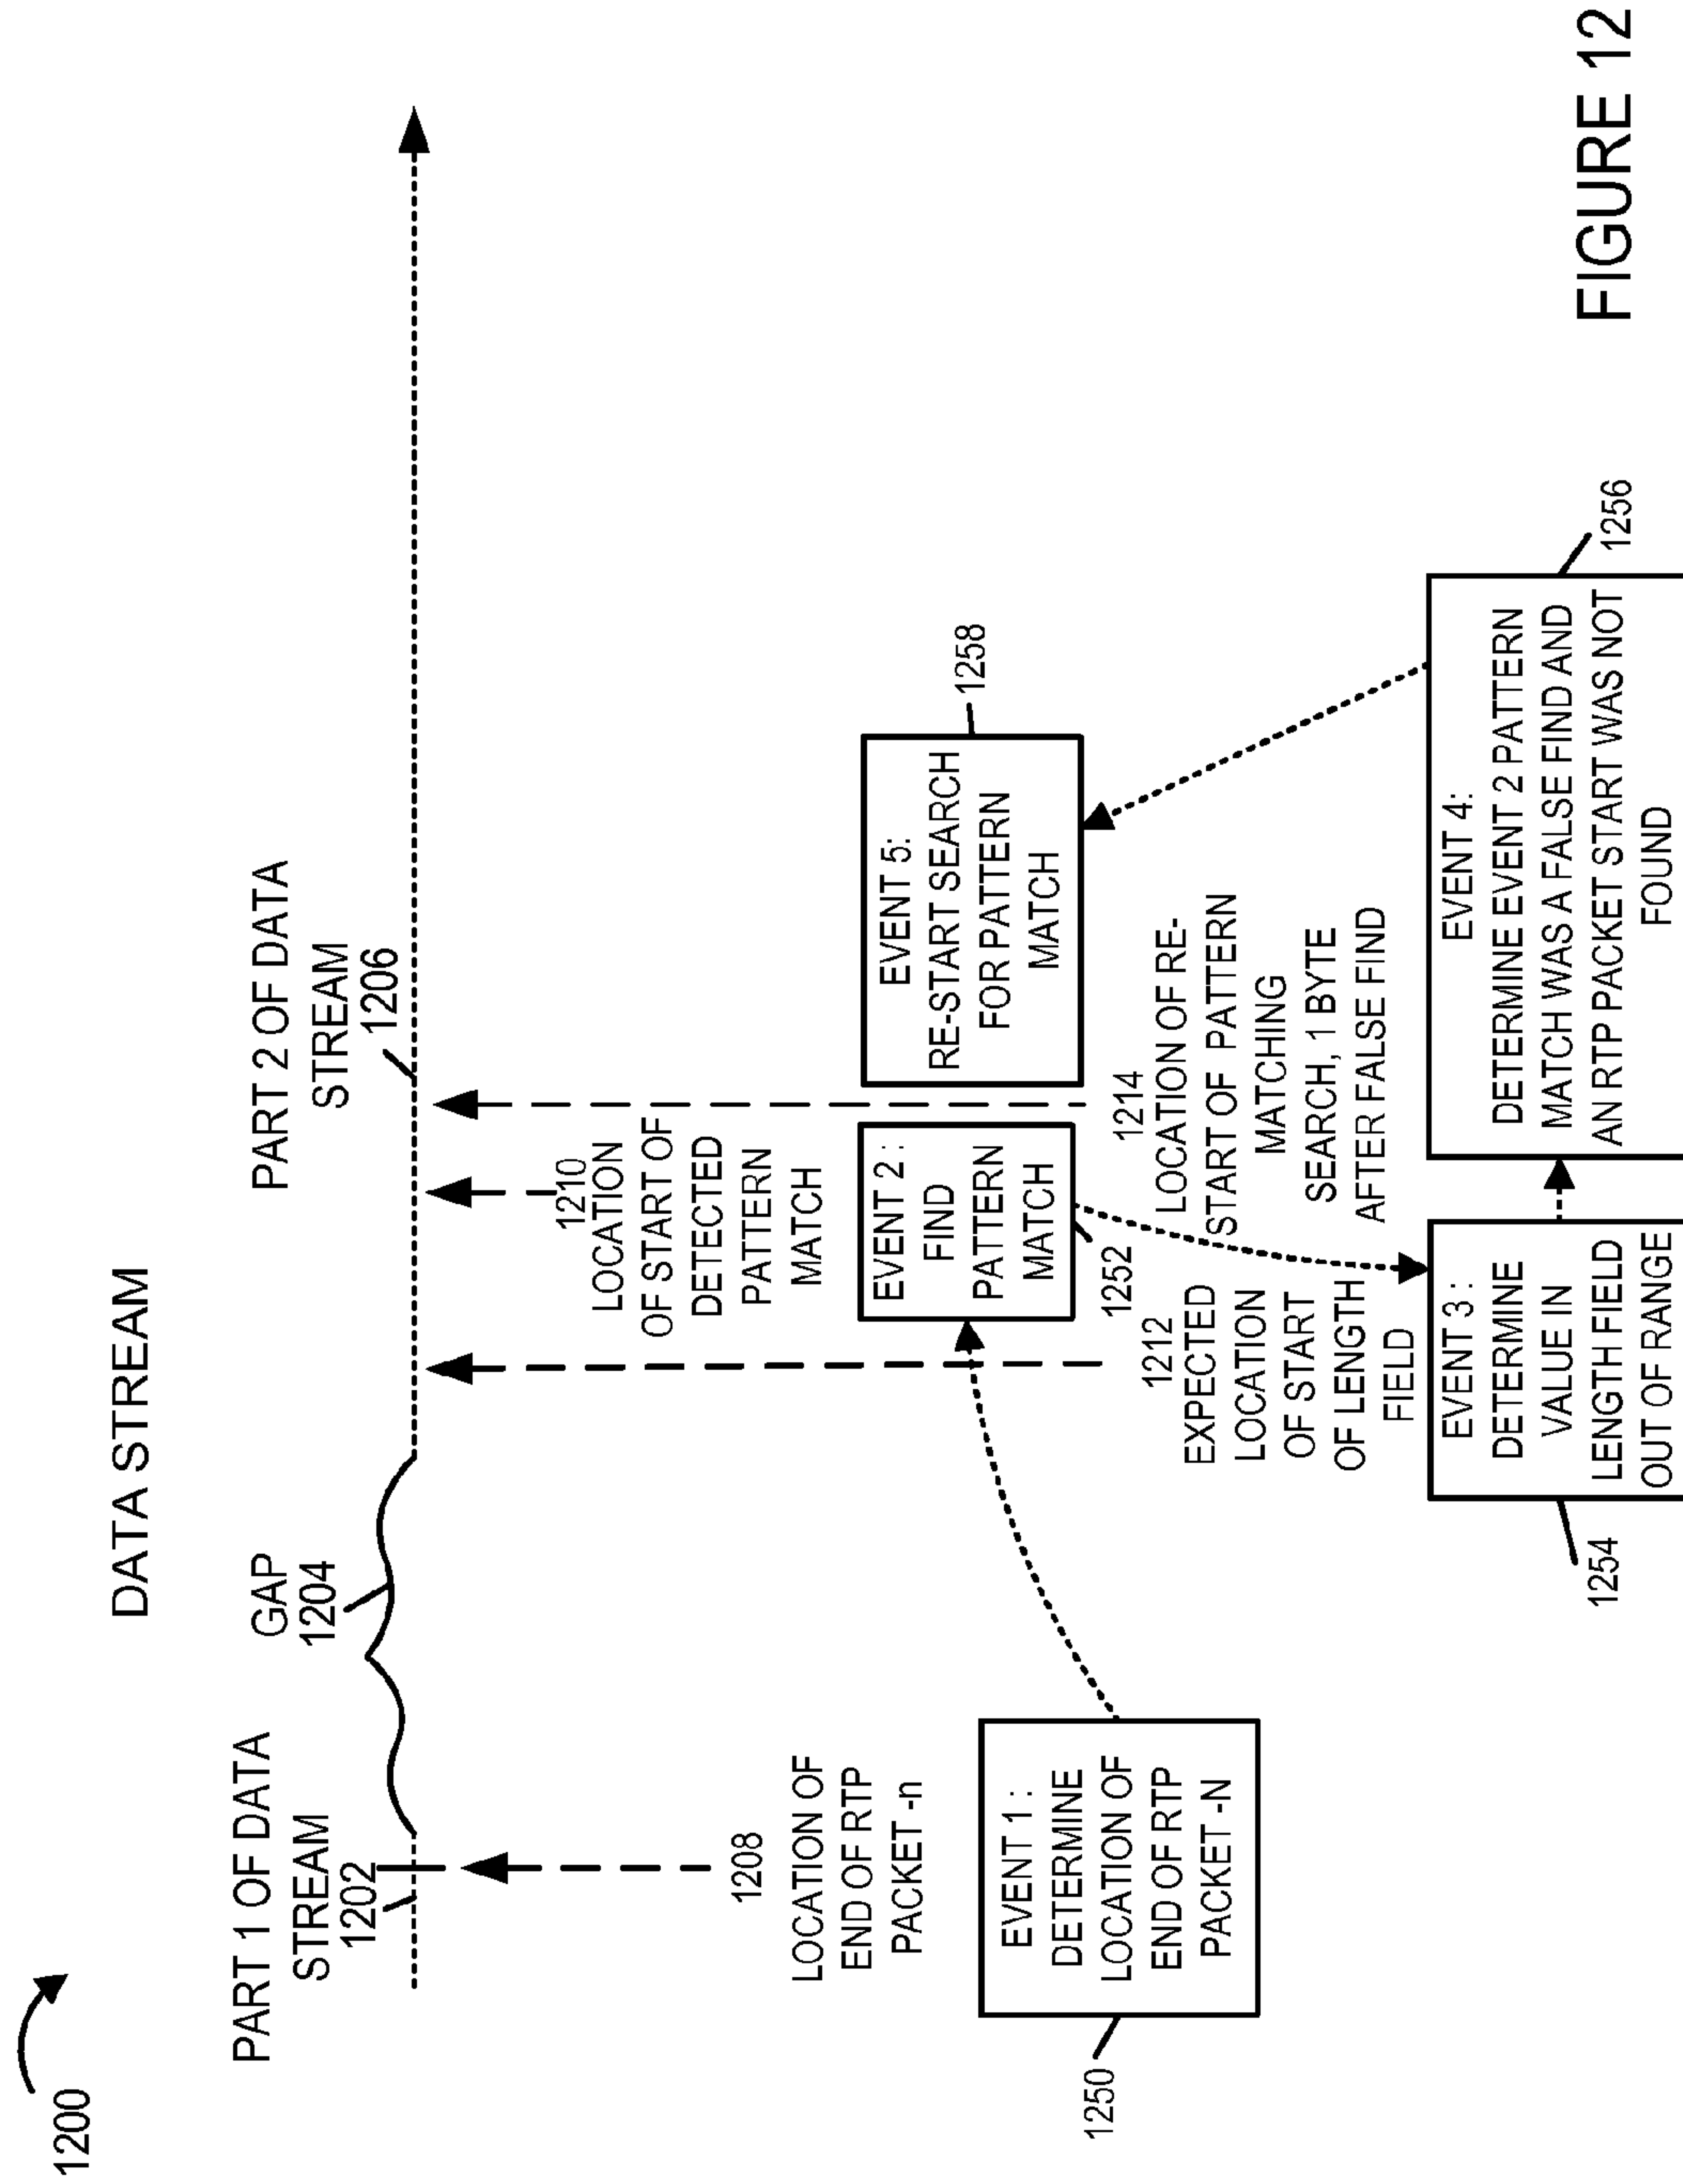 1200
DATA STREAM
PART 1 OF DATA
STREAM
1202
GAP
1204
PART 2 OF DATA
STREAM
1206
1208
LOCATION OF
END OF RTP
PACKET -n
1210
LOCATION
OF START OF
DETECTED
PATTERN
MATCH
EVENT 1 :
DETERMINE
LOCATION OF
END OF RTP
PACKET -N
1250
EVENT 2 :
FIND
PATTERN
MATCH
1252
EVENT 5:
RE-START SEARCH
FOR PATTERN
MATCH
1258
1212
EXPECTED
LOCATION
OF START
OF LENGTH
FIELD
1214
LOCATION OF RE-
START OF PATTERN
MATCHING
SEARCH, 1 BYTE
AFTER FALSE FIND
EVENT 3 :
DETERMINE
VALUE IN
LENGTH FIELD
OUT OF RANGE
1254
EVENT 4:
DETERMINE EVENT 2 PATTERN
MATCH WAS A FALSE FIND AND
AN RTP PACKET START WAS NOT
FOUND
1256
FIGURE 12